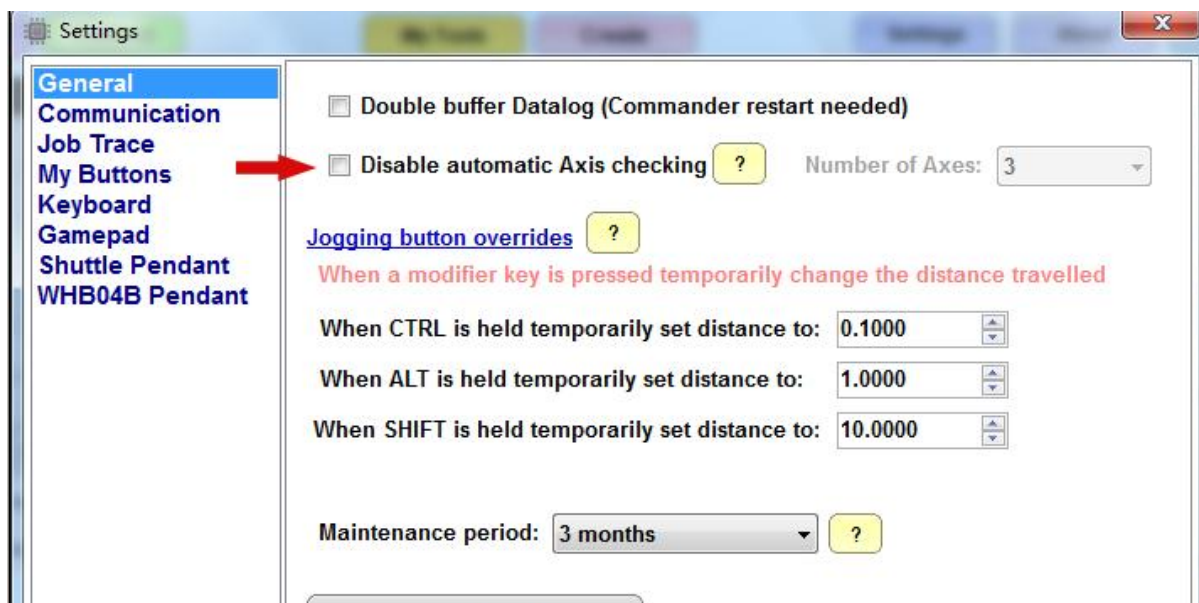 Settings
General
Communication
Job Trace
My Buttons
Keyboard
Gamepad
Shuttle Pendant
WHB04B Pendant
Double buffer Datalog (Commander restart needed)
Disable automatic Axis checking ? Number of Axes: 3
Jogging button overrides ?
When a modifier key is pressed temporarily change the distance travelled
When CTRL is held temporarily set distance to: 0.1000
When ALT is held temporarily set distance to: 1.0000
When SHIFT is held temporarily set distance to: 10.0000
Maintenance period: 3 months ?